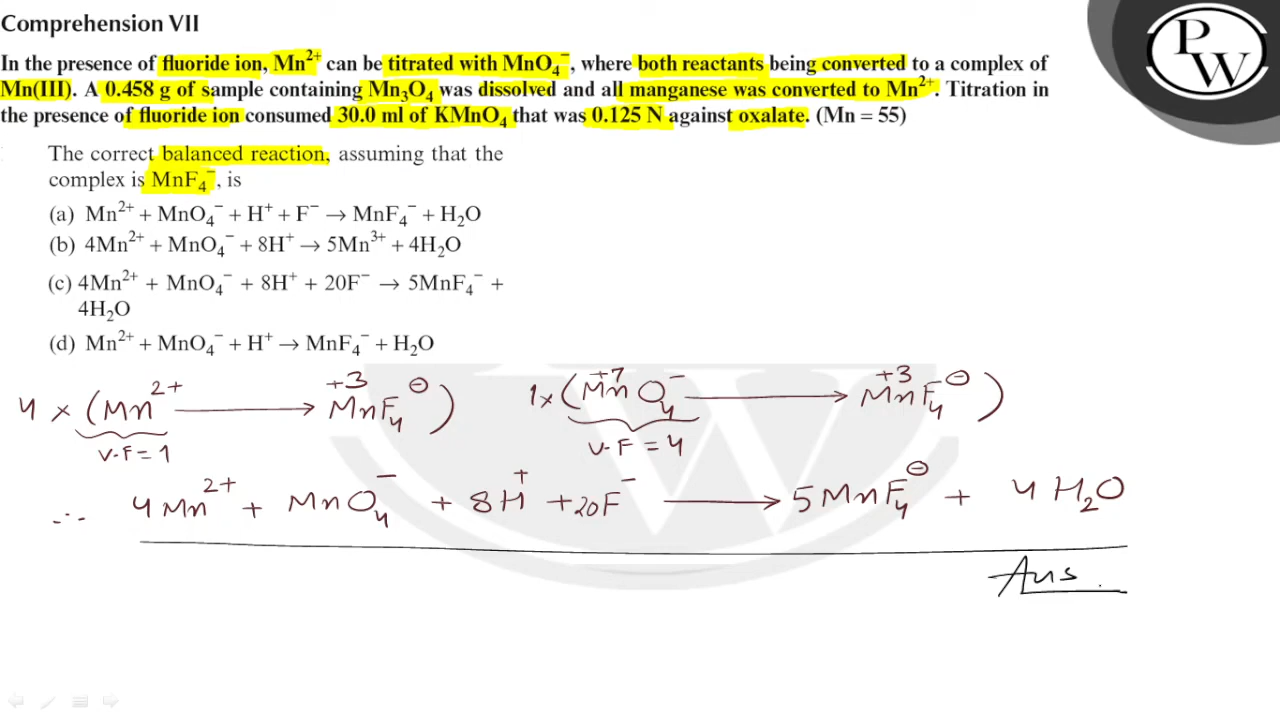 Comprehension VII
In the presence of fluoride ion, Mn²⁺ can be titrated with MnO₄⁻, where both reactants being converted to a complex of
Mn(III). A 0.458 g of sample containing Mn₃O₄ was dissolved and all manganese was converted to Mn²⁺. Titration in
the presence of fluoride ion consumed 30.0 ml of KMnO₄ that was 0.125 N against oxalate. (Mn = 55)
The correct balanced reaction, assuming that the
complex is MnF₄⁻, is
(a) Mn²⁺ + MnO₄⁻ + H⁺ + F⁻ → MnF₄⁻ + H₂O
(b) 4Mn²⁺ + MnO₄⁻ + 8H⁺ → 5Mn³⁺ + 4H₂O
(c) 4Mn²⁺ + MnO₄⁻ + 8H⁺ + 20F⁻ → 5MnF₄⁻ +
4H₂O
(d) Mn²⁺ + MnO₄⁻ + H⁺ → MnF₄⁻ + H₂O
+3 ⊖ +7 +3 ⊖
4 × (Mn²⁺ → MnF₄) 1× (MnO₄⁻ → MnF₄)
V.F = 1 V.F = 4
∴ 4Mn²⁺ + MnO₄⁻ + 8H⁺ + 20F⁻ → 5MnF₄⊖ + 4H₂O
Ans.
PW